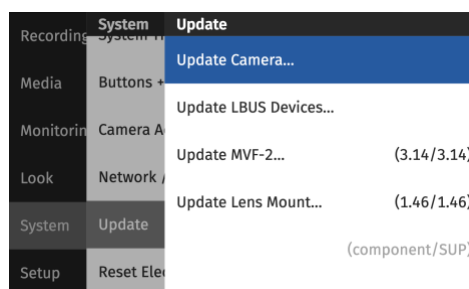 Recording
Media
Monitorin
Look
System
Setup
System
System
Buttons +
Camera A
Network /
Update
Reset Ele
Update
Update Camera...
Update LBUS Devices...
Update MVF-2... (3.14/3.14)
Update Lens Mount... (1.46/1.46)
(component/SUP)